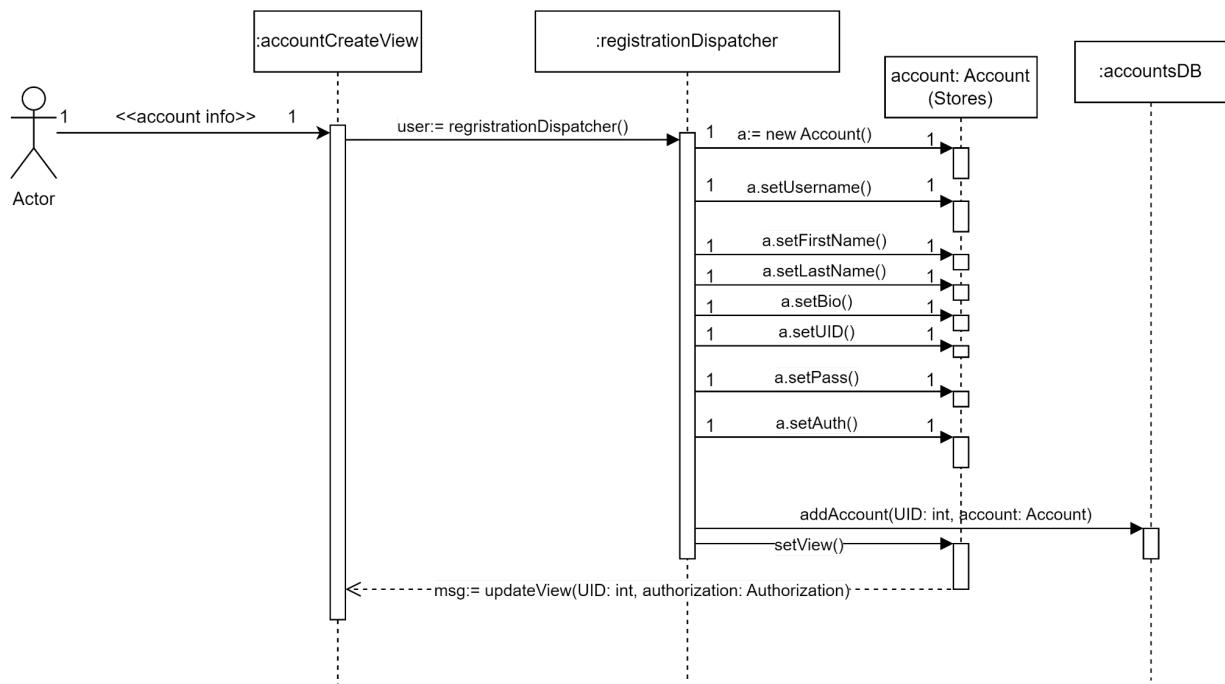 :accountCreateView
:registrationDispatcher
account: Account
(Stores)
:accountsDB
1 <<account info>> 1
Actor
user:= regristrationDispatcher()
1 a:= new Account() 1
1 a.setUsername() 1
1 a.setFirstName() 1
1 a.setLastName() 1
1 a.setBio() 1
1 a.setUID() 1
1 a.setPass() 1
1 a.setAuth() 1
addAccount(UID: int, account: Account)
setView()
msg:= updateView(UID: int, authorization: Authorization)